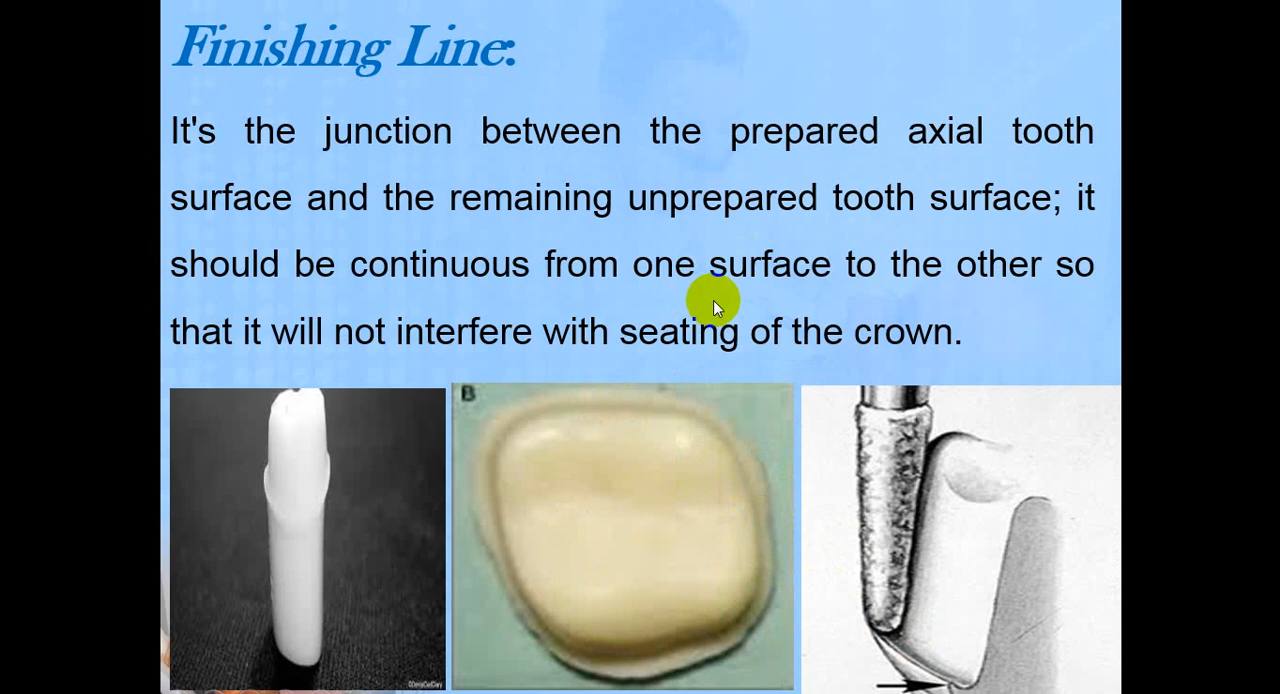 Finishing Line:
It's the junction between the prepared axial tooth
surface and the remaining unprepared tooth surface; it
should be continuous from one surface to the other so
that it will not interfere with seating of the crown.
B